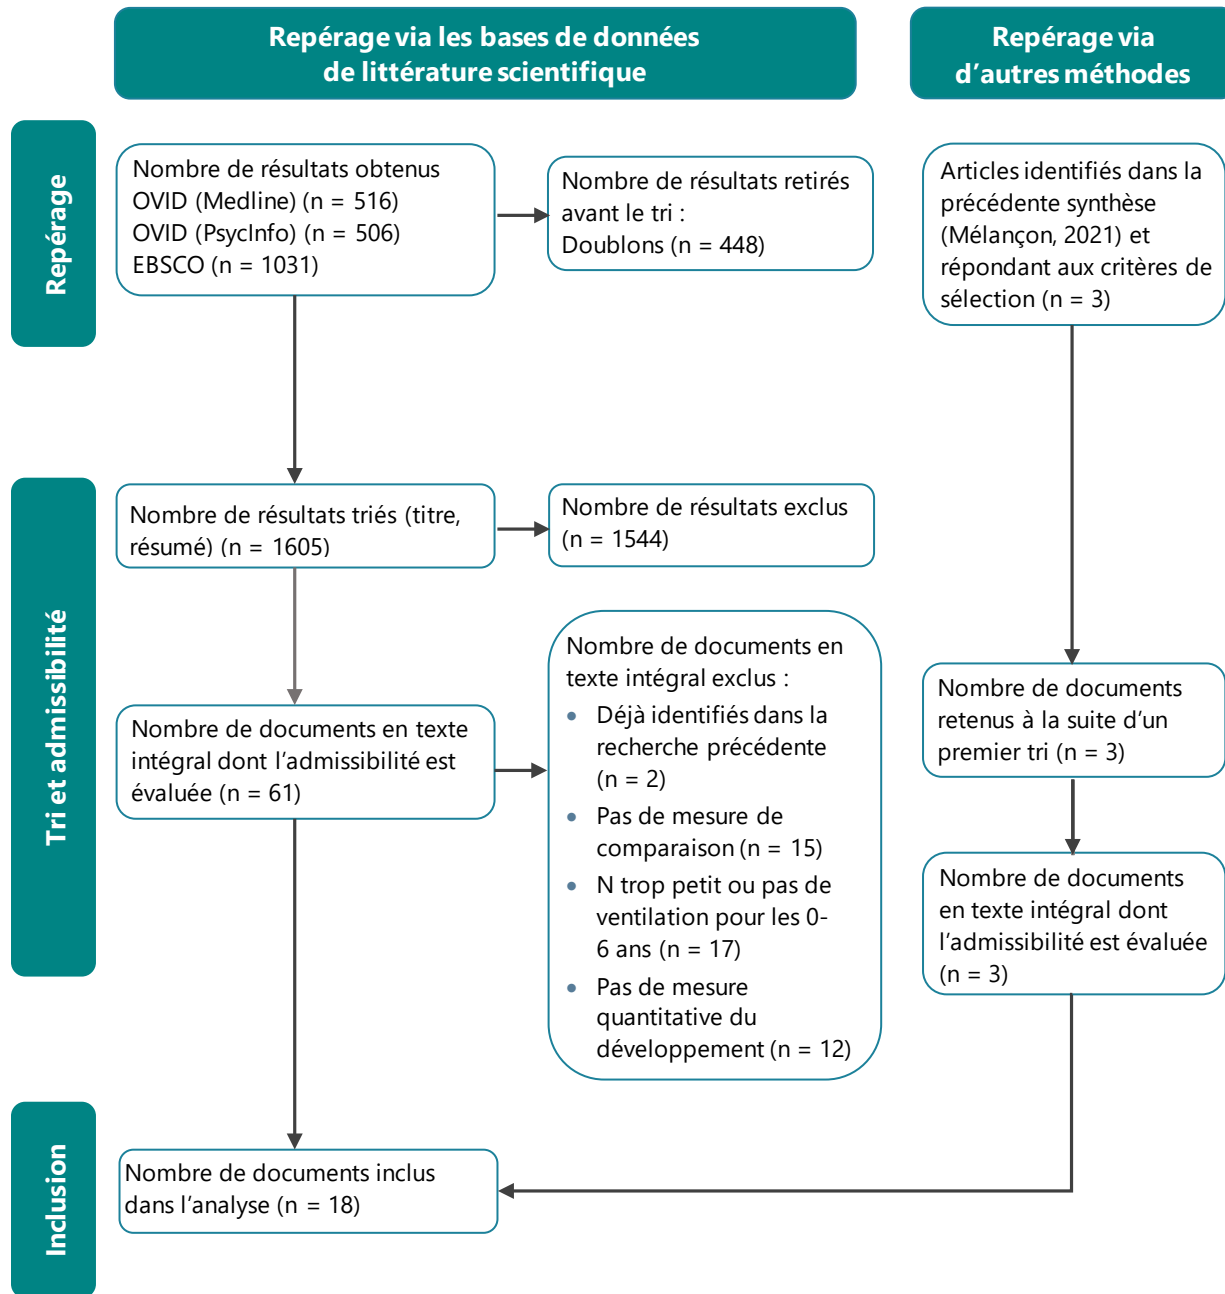 Repérage via les bases de données
de littérature scientifique
Repérage via
d'autres méthodes
Repérage
Nombre de résultats obtenus
OVID (Medline) (n = 516)
OVID (PsycInfo) (n = 506)
EBSCO (n = 1031)
Nombre de résultats retirés
avant le tri :
Doublons (n = 448)
Articles identifiés dans la
précédente synthèse
(Mélançon, 2021) et
répondant aux critères de
sélection (n = 3)
Tri et admissibilité
Nombre de résultats triés (titre,
résumé) (n = 1605)
Nombre de résultats exclus
(n = 1544)
Nombre de documents en texte
intégral dont l'admissibilité est
évaluée (n = 61)
Nombre de documents en
texte intégral exclus :
• Déjà identifiés dans la
recherche précédente
(n = 2)
• Pas de mesure de
comparaison (n = 15)
• N trop petit ou pas de
ventilation pour les 0-
6 ans (n = 17)
• Pas de mesure
quantitative du
développement (n = 12)
Nombre de documents
retenus à la suite d'un
premier tri (n = 3)
Nombre de documents
en texte intégral dont
l'admissibilité est évaluée
(n = 3)
Inclusion
Nombre de documents inclus
dans l'analyse (n = 18)